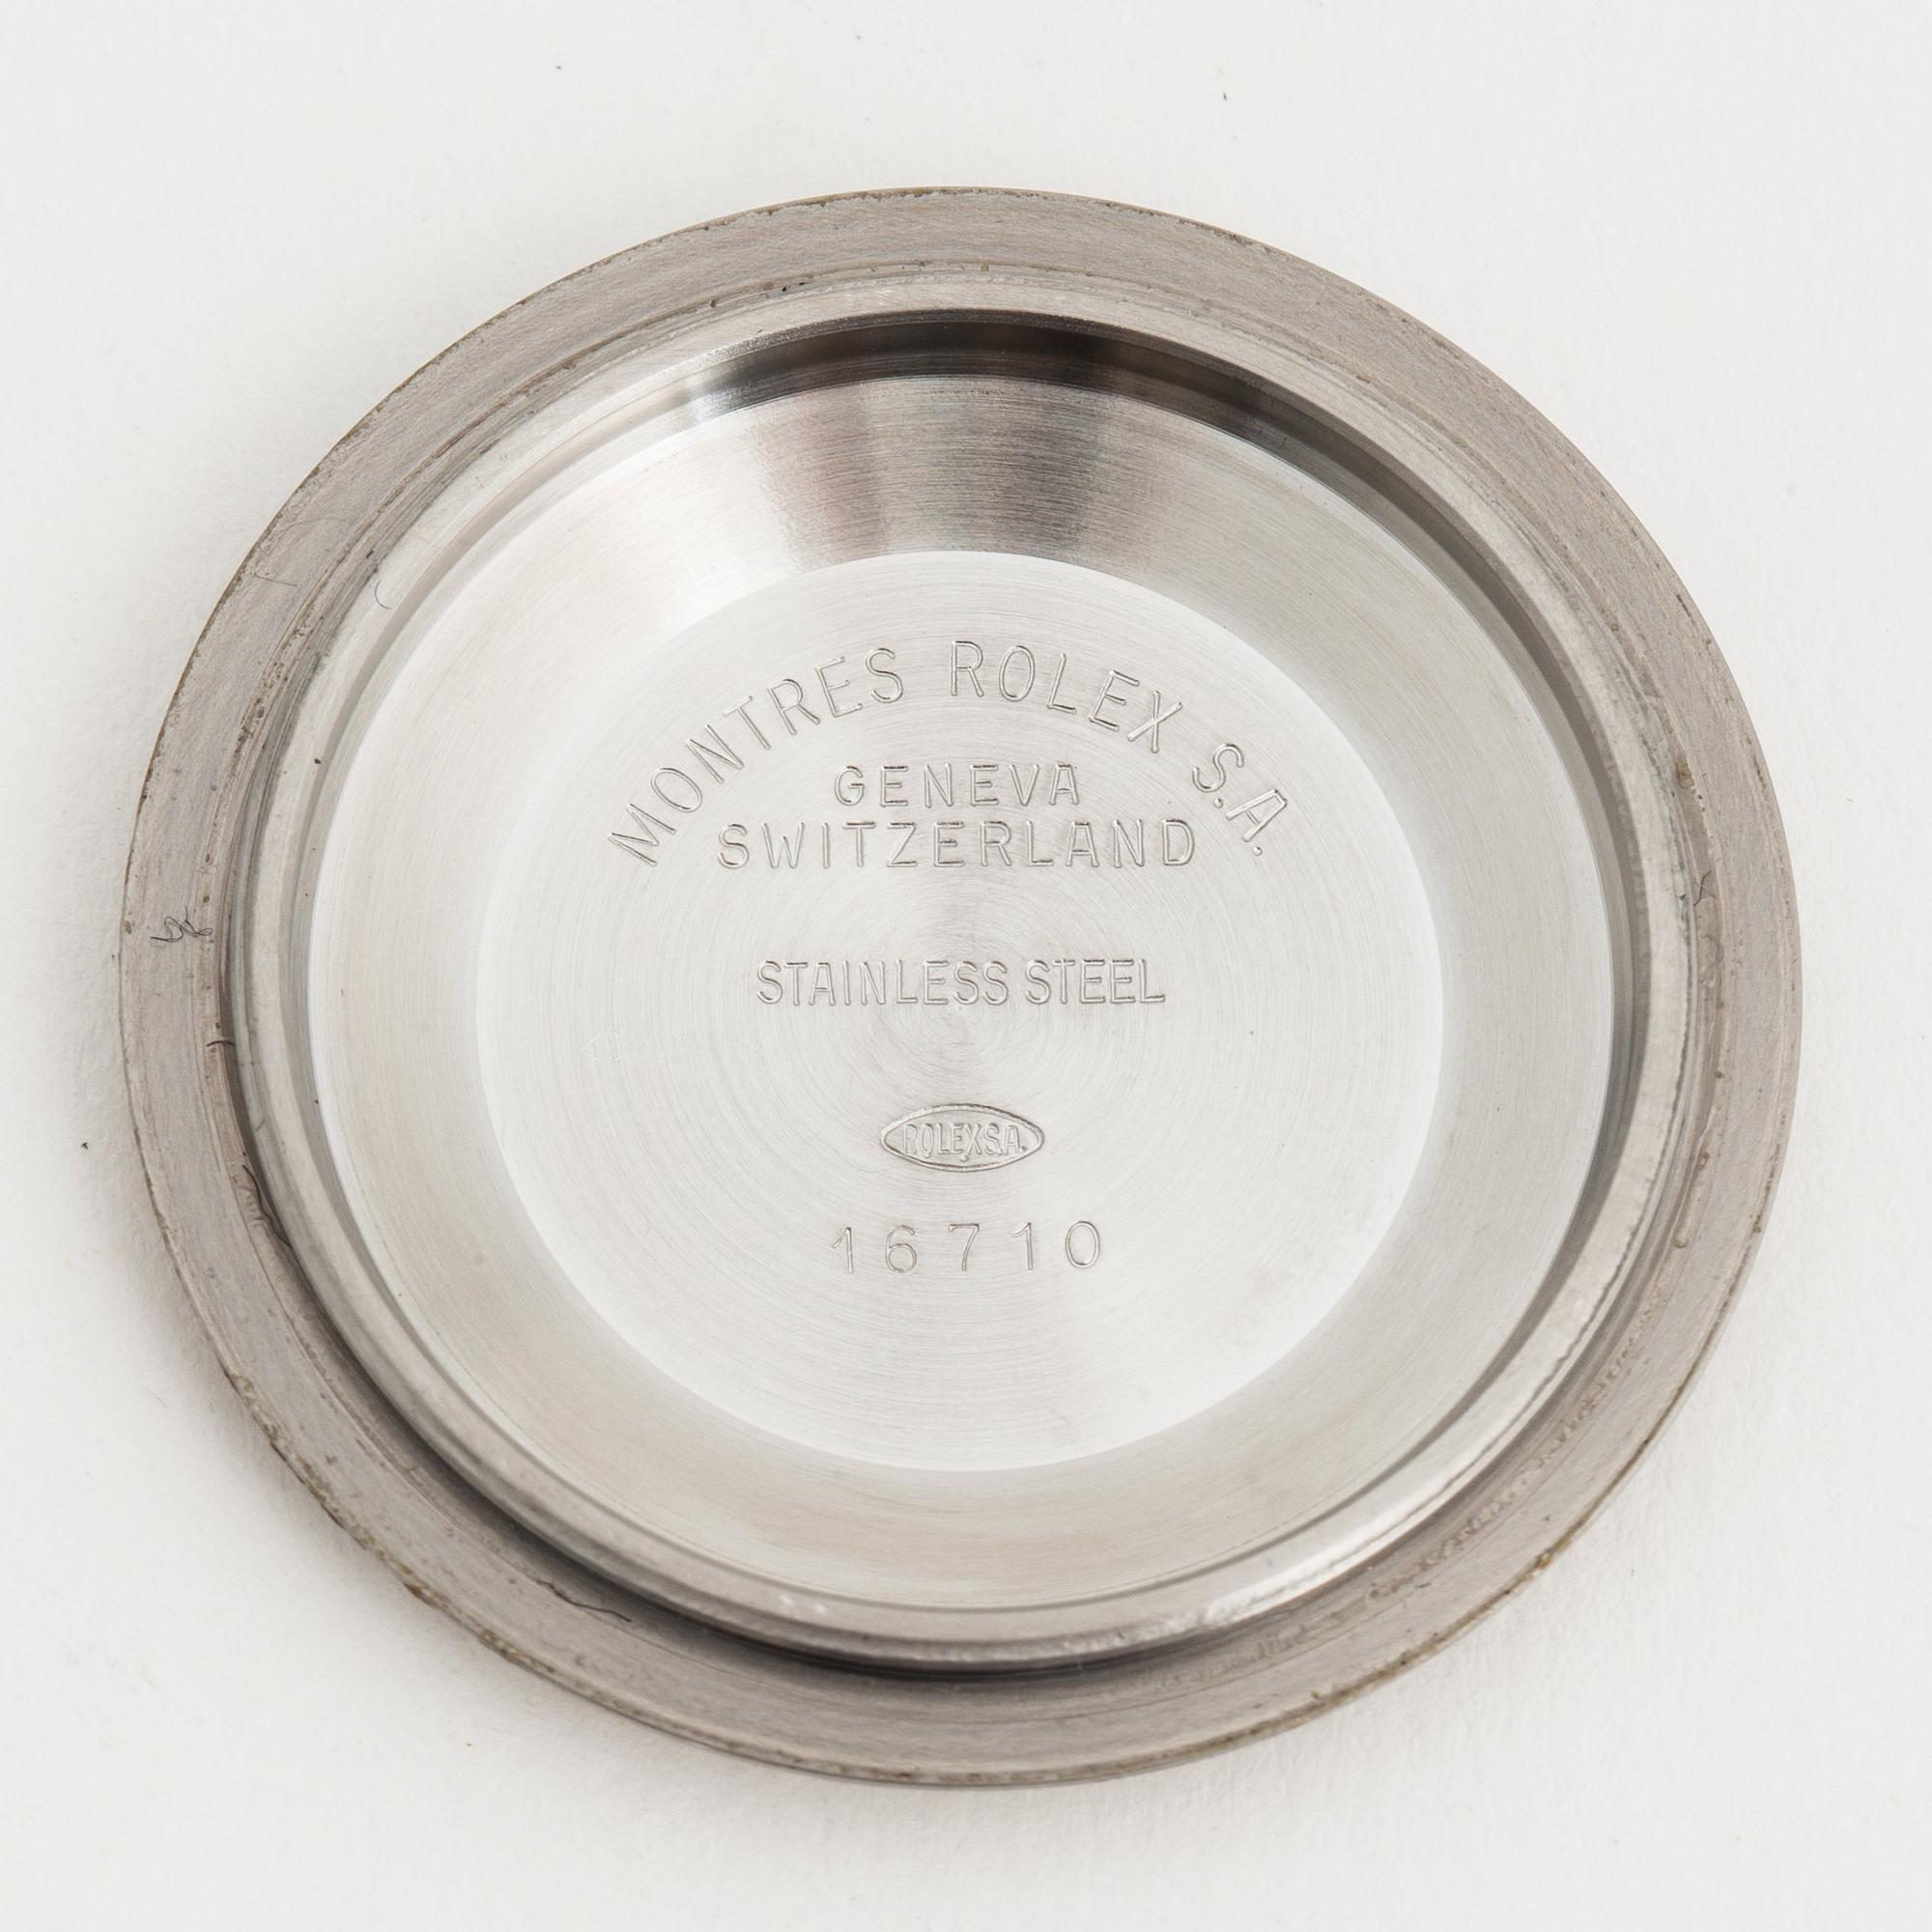 MONTRES ROLEX S.A.
GENEVA
SWITZERLAND
STAINLESS STEEL
ROLEX S.A.
16710